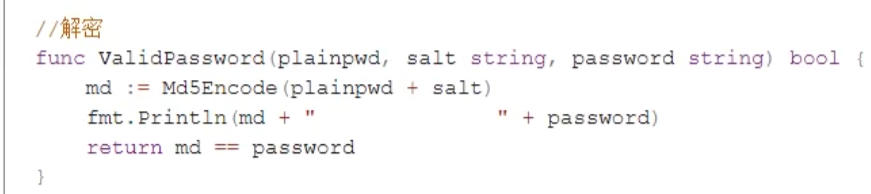 //解密
func ValidPassword(plainpwd, salt string, password string) bool {
    md := Md5Encode(plainpwd + salt)
    fmt.Println(md + "                " + password)
    return md == password
}